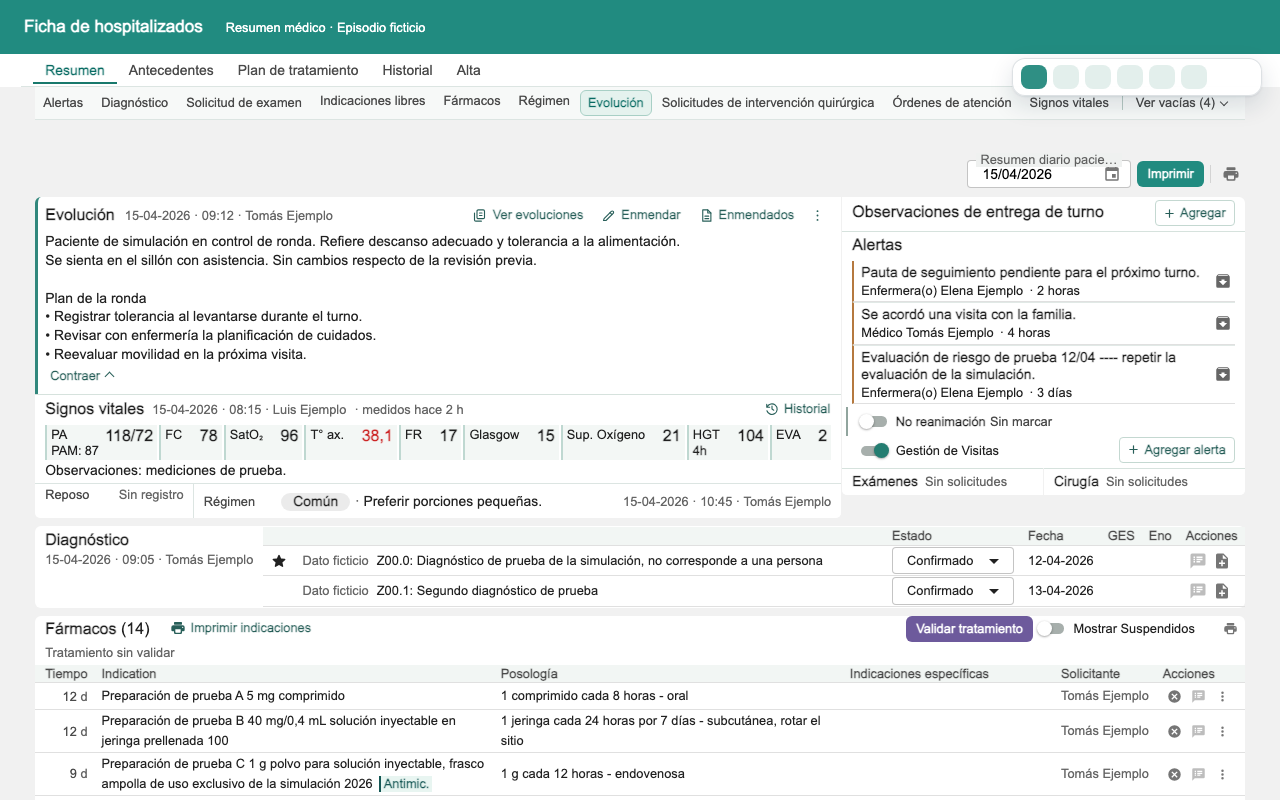 Ficha de hospitalizados Resumen médico · Episodio ficticio
Resumen Antecedentes Plan de tratamiento Historial Alta
Alertas Diagnóstico Solicitud de examen Indicaciones libres Fármacos Régimen Evolución Solicitudes de intervención quirúrgica Órdenes de atención Signos vitales Ver vacías (4)
Resumen diario pacie…
15/04/2026 Imprimir
Evolución 15-04-2026 · 09:12 · Tomás Ejemplo Ver evoluciones Enmendar Enmendados
Paciente de simulación en control de ronda. Refiere descanso adecuado y tolerancia a la alimentación.
Se sienta en el sillón con asistencia. Sin cambios respecto de la revisión previa.
Plan de la ronda
• Registrar tolerancia al levantarse durante el turno.
• Revisar con enfermería la planificación de cuidados.
• Reevaluar movilidad en la próxima visita.
Contraer
Observaciones de entrega de turno + Agregar
Alertas
Pauta de seguimiento pendiente para el próximo turno.
Enfermera(o) Elena Ejemplo · 2 horas
Se acordó una visita con la familia.
Médico Tomás Ejemplo · 4 horas
Evaluación de riesgo de prueba 12/04 ---- repetir la
evaluación de la simulación.
Enfermera(o) Elena Ejemplo · 3 días
No reanimación Sin marcar
Gestión de Visitas + Agregar alerta
Exámenes Sin solicitudes Cirugía Sin solicitudes
Signos vitales 15-04-2026 · 08:15 · Luis Ejemplo · medidos hace 2 h Historial
PA 118/72 FC 78 SatO₂ 96 T° ax. 38,1 FR 17 Glasgow 15 Sup. Oxígeno 21 HGT 104 EVA 2
PAM: 87 4h
Observaciones: mediciones de prueba.
Reposo Sin registro Régimen Común · Preferir porciones pequeñas. 15-04-2026 · 10:45 · Tomás Ejemplo
Diagnóstico
15-04-2026 · 09:05 · Tomás Ejemplo
Estado Fecha GES Eno Acciones
Dato ficticio Z00.0: Diagnóstico de prueba de la simulación, no corresponde a una persona Confirmado 12-04-2026
Dato ficticio Z00.1: Segundo diagnóstico de prueba Confirmado 13-04-2026
Fármacos (14) Imprimir indicaciones Validar tratamiento Mostrar Suspendidos
Tratamiento sin validar
Tiempo Indication Posología Indicaciones específicas Solicitante Acciones
12 d Preparación de prueba A 5 mg comprimido 1 comprimido cada 8 horas - oral Tomás Ejemplo
12 d Preparación de prueba B 40 mg/0,4 mL solución inyectable en 1 jeringa cada 24 horas por 7 días - subcutánea, rotar el Tomás Ejemplo
jeringa prellenada 100 sitio
9 d Preparación de prueba C 1 g polvo para solución inyectable, frasco 1 g cada 12 horas - endovenosa Tomás Ejemplo
ampolla de uso exclusivo de la simulación 2026 Antimic.